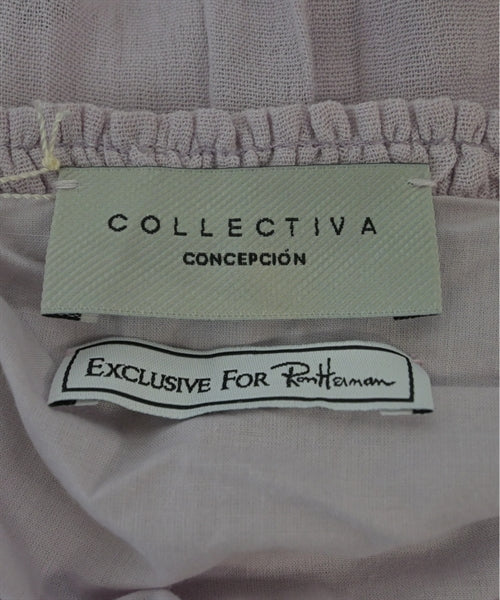 COLLECTIVA
CONCEPCIÓN
EXCLUSIVE FOR Ron Herman